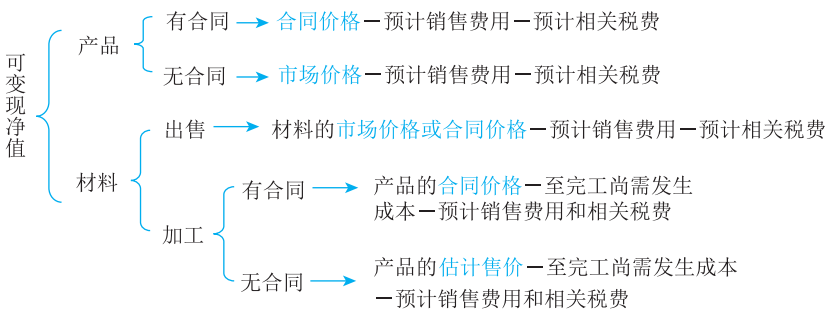 可变现净值
产品
有合同
合同价格－预计销售费用－预计相关税费
无合同
市场价格－预计销售费用－预计相关税费
材料
出售
材料的市场价格或合同价格－预计销售费用－预计相关税费
加工
有合同
产品的合同价格－至完工尚需发生
成本－预计销售费用和相关税费
无合同
产品的估计售价－至完工尚需发生成本
－预计销售费用和相关税费